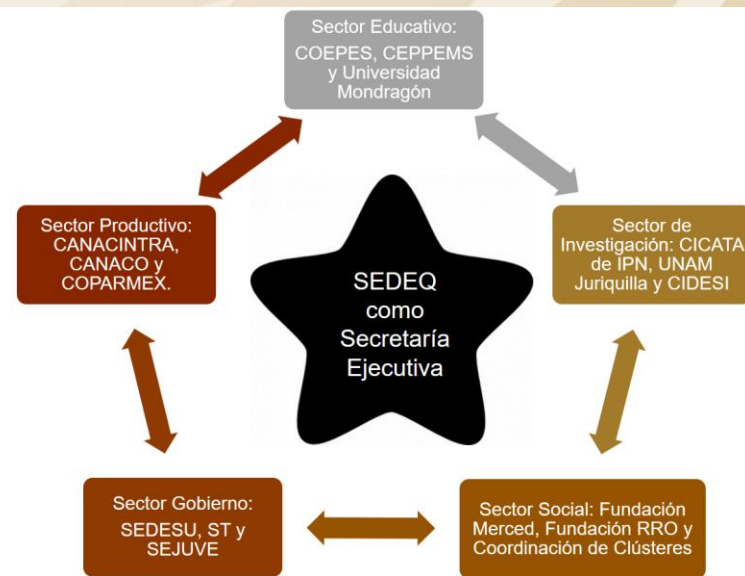 Sector Educativo:
COEPES, CEPPEMS
y Universidad
Mondragón
Sector Productivo:
CANACINTRA,
CANACO y
COPARMEX.
SEDEQ
como
Secretaría
Ejecutiva
Sector de
Investigación: CICATA
de IPN, UNAM
Juriquilla y CIDESI
Sector Gobierno:
SEDESU, ST y
SEJUVE
Sector Social: Fundación
Merced, Fundación RRO y
Coordinación de Clústeres